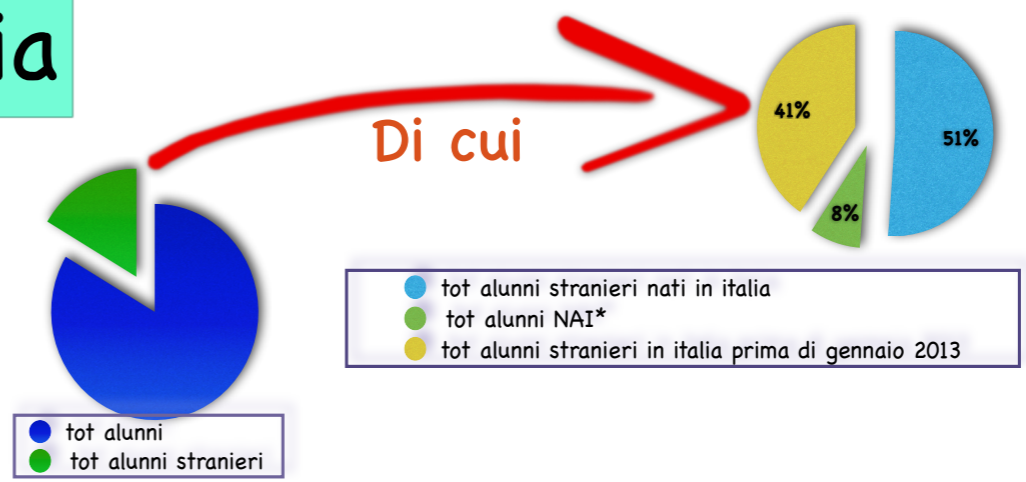 ia
Di cui
41%
51%
8%
tot alunni stranieri nati in italia
tot alunni NAI*
tot alunni stranieri in italia prima di gennaio 2013
tot alunni
tot alunni stranieri